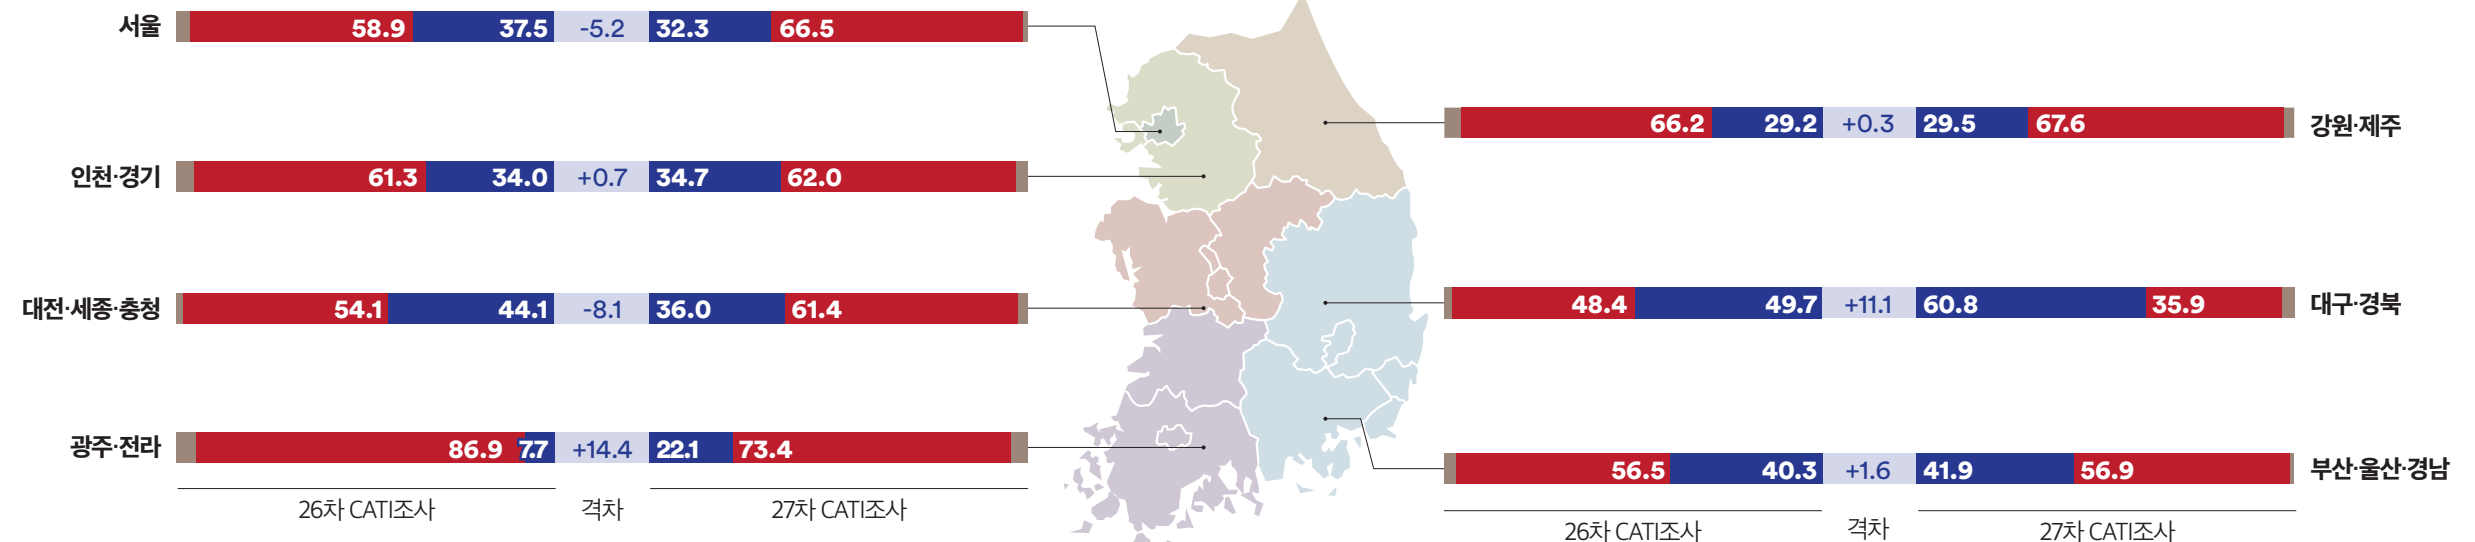 서울 58.9 37.5 -5.2 32.3 66.5
인천·경기 61.3 34.0 +0.7 34.7 62.0
대전·세종·충청 54.1 44.1 -8.1 36.0 61.4
광주·전라 86.9 7.7 +14.4 22.1 73.4
26차 CATI조사 격차 27차 CATI조사
66.2 29.2 +0.3 29.5 67.6 강원·제주
48.4 49.7 +11.1 60.8 35.9 대구·경북
56.5 40.3 +1.6 41.9 56.9 부산·울산·경남
26차 CATI조사 격차 27차 CATI조사